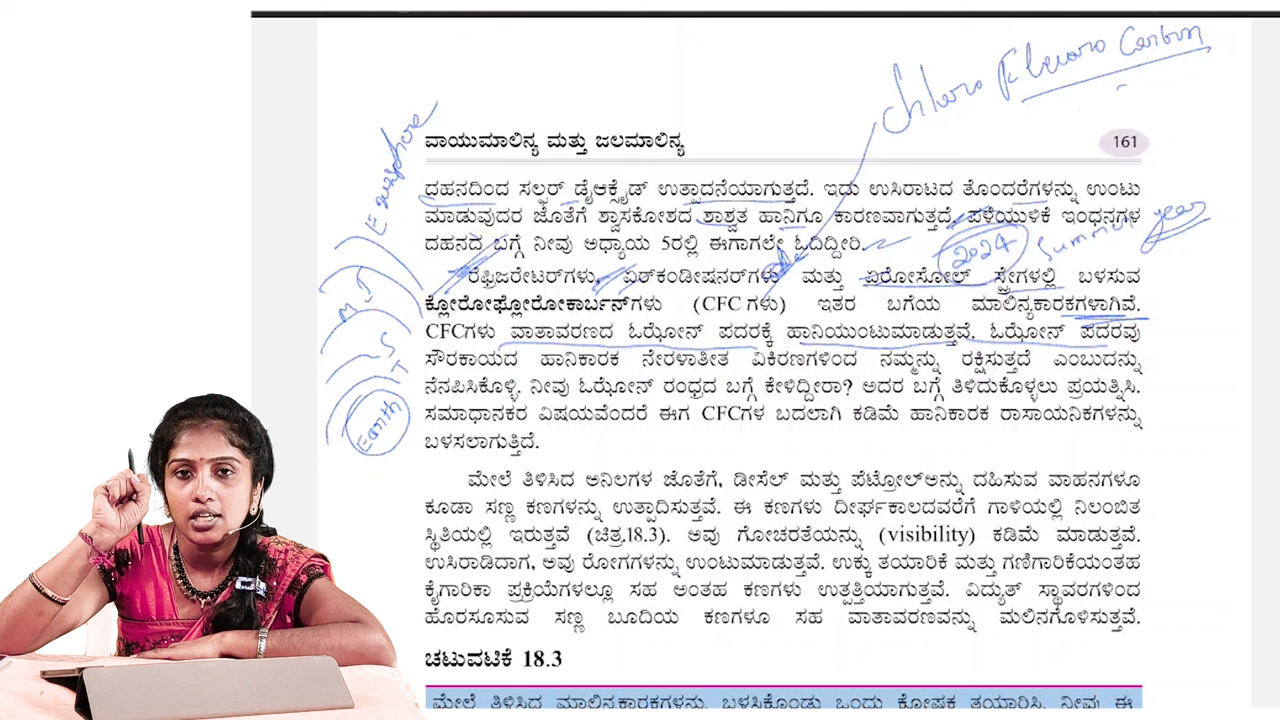 Chloro Fluoro Carbon
ವಾಯುಮಾಲಿನ್ಯ ಮತ್ತು ಜಲಮಾಲಿನ್ಯ 161
ದಹನದಿಂದ ಸಲ್ಫರ್ ಡೈಆಕ್ಸೈಡ್ ಉತ್ಪಾದನೆಯಾಗುತ್ತದೆ. ಇದು ಉಸಿರಾಟದ ತೊಂದರೆಗಳನ್ನು ಉಂಟು
ಮಾಡುವುದರ ಜೊತೆಗೆ ಶ್ವಾಸಕೋಶದ ಶಾಶ್ವತ ಹಾನಿಗೂ ಕಾರಣವಾಗುತ್ತದೆ. ಪಳೆಯುಳಿಕೆ ಇಂಧನಗಳ
ದಹನದ ಬಗ್ಗೆ ನೀವು ಅಧ್ಯಾಯ 5ರಲ್ಲಿ ಈಗಾಗಲೇ ಓದಿದ್ದೀರಿ.
2024 Summer year
ರೆಫ್ರಿಜರೇಟರ್‌ಗಳು, ಏರ್‌ಕಂಡೀಷನರ್‌ಗಳು ಮತ್ತು ಏರೋಸೋಲ್ ಸ್ಪ್ರೇಗಳಲ್ಲಿ ಬಳಸುವ
ಕ್ಲೋರೋಫ್ಲೋರೋಕಾರ್ಬನ್‌ಗಳು (CFC ಗಳು) ಇತರ ಬಗೆಯ ಮಾಲಿನ್ಯಕಾರಕಗಳಾಗಿವೆ.
CFCಗಳು ವಾತಾವರಣದ ಓಝೋನ್ ಪದರಕ್ಕೆ ಹಾನಿಯುಂಟುಮಾಡುತ್ತವೆ. ಓಝೋನ್ ಪದರವು
ಸೌರಕಾಯದ ಹಾನಿಕಾರಕ ನೇರಳಾತೀತ ವಿಕಿರಣಗಳಿಂದ ನಮ್ಮನ್ನು ರಕ್ಷಿಸುತ್ತದೆ ಎಂಬುದನ್ನು
ನೆನಪಿಸಿಕೊಳ್ಳಿ. ನೀವು ಓಝೋನ್ ರಂಧ್ರದ ಬಗ್ಗೆ ಕೇಳಿದ್ದೀರಾ? ಅದರ ಬಗ್ಗೆ ತಿಳಿದುಕೊಳ್ಳಲು ಪ್ರಯತ್ನಿಸಿ.
ಸಮಾಧಾನಕರ ವಿಷಯವೆಂದರೆ ಈಗ CFCಗಳ ಬದಲಾಗಿ ಕಡಿಮೆ ಹಾನಿಕಾರಕ ರಾಸಾಯನಿಕಗಳನ್ನು
ಬಳಸಲಾಗುತ್ತಿದೆ.
M
S
T
Earth
ಮೇಲೆ ತಿಳಿಸಿದ ಅನಿಲಗಳ ಜೊತೆಗೆ, ಡೀಸೆಲ್ ಮತ್ತು ಪೆಟ್ರೋಲ್‌ಅನ್ನು ದಹಿಸುವ ವಾಹನಗಳೂ
ಕೂಡಾ ಸಣ್ಣ ಕಣಗಳನ್ನು ಉತ್ಪಾದಿಸುತ್ತವೆ. ಈ ಕಣಗಳು ದೀರ್ಘಕಾಲದವರೆಗೆ ಗಾಳಿಯಲ್ಲಿ ನಿಲಂಬಿತ
ಸ್ಥಿತಿಯಲ್ಲಿ ಇರುತ್ತವೆ (ಚಿತ್ರ.18.3). ಅವು ಗೋಚರತೆಯನ್ನು (visibility) ಕಡಿಮೆ ಮಾಡುತ್ತವೆ.
ಉಸಿರಾಡಿದಾಗ, ಅವು ರೋಗಗಳನ್ನು ಉಂಟುಮಾಡುತ್ತವೆ. ಉಕ್ಕು ತಯಾರಿಕೆ ಮತ್ತು ಗಣಿಗಾರಿಕೆಯಂತಹ
ಕೈಗಾರಿಕಾ ಪ್ರಕ್ರಿಯೆಗಳಲ್ಲೂ ಸಹ ಅಂತಹ ಕಣಗಳು ಉತ್ಪತ್ತಿಯಾಗುತ್ತವೆ. ವಿದ್ಯುತ್ ಸ್ಥಾವರಗಳಿಂದ
ಹೊರಸೂಸುವ ಸಣ್ಣ ಬೂದಿಯ ಕಣಗಳೂ ಸಹ ವಾತಾವರಣವನ್ನು ಮಲಿನಗೊಳಿಸುತ್ತವೆ.
ಚಟುವಟಿಕೆ 18.3
ಮೇಲೆ ತಿಳಿಸಿದ ಮಾಲಿನ್ಯಕಾರಕಗಳನ್ನು ಬಳಸಿಕೊಂಡು ಒಂದು ಕೋಷ್ಟಕ ತಯಾರಿಸಿ. ನೀವು ಈ